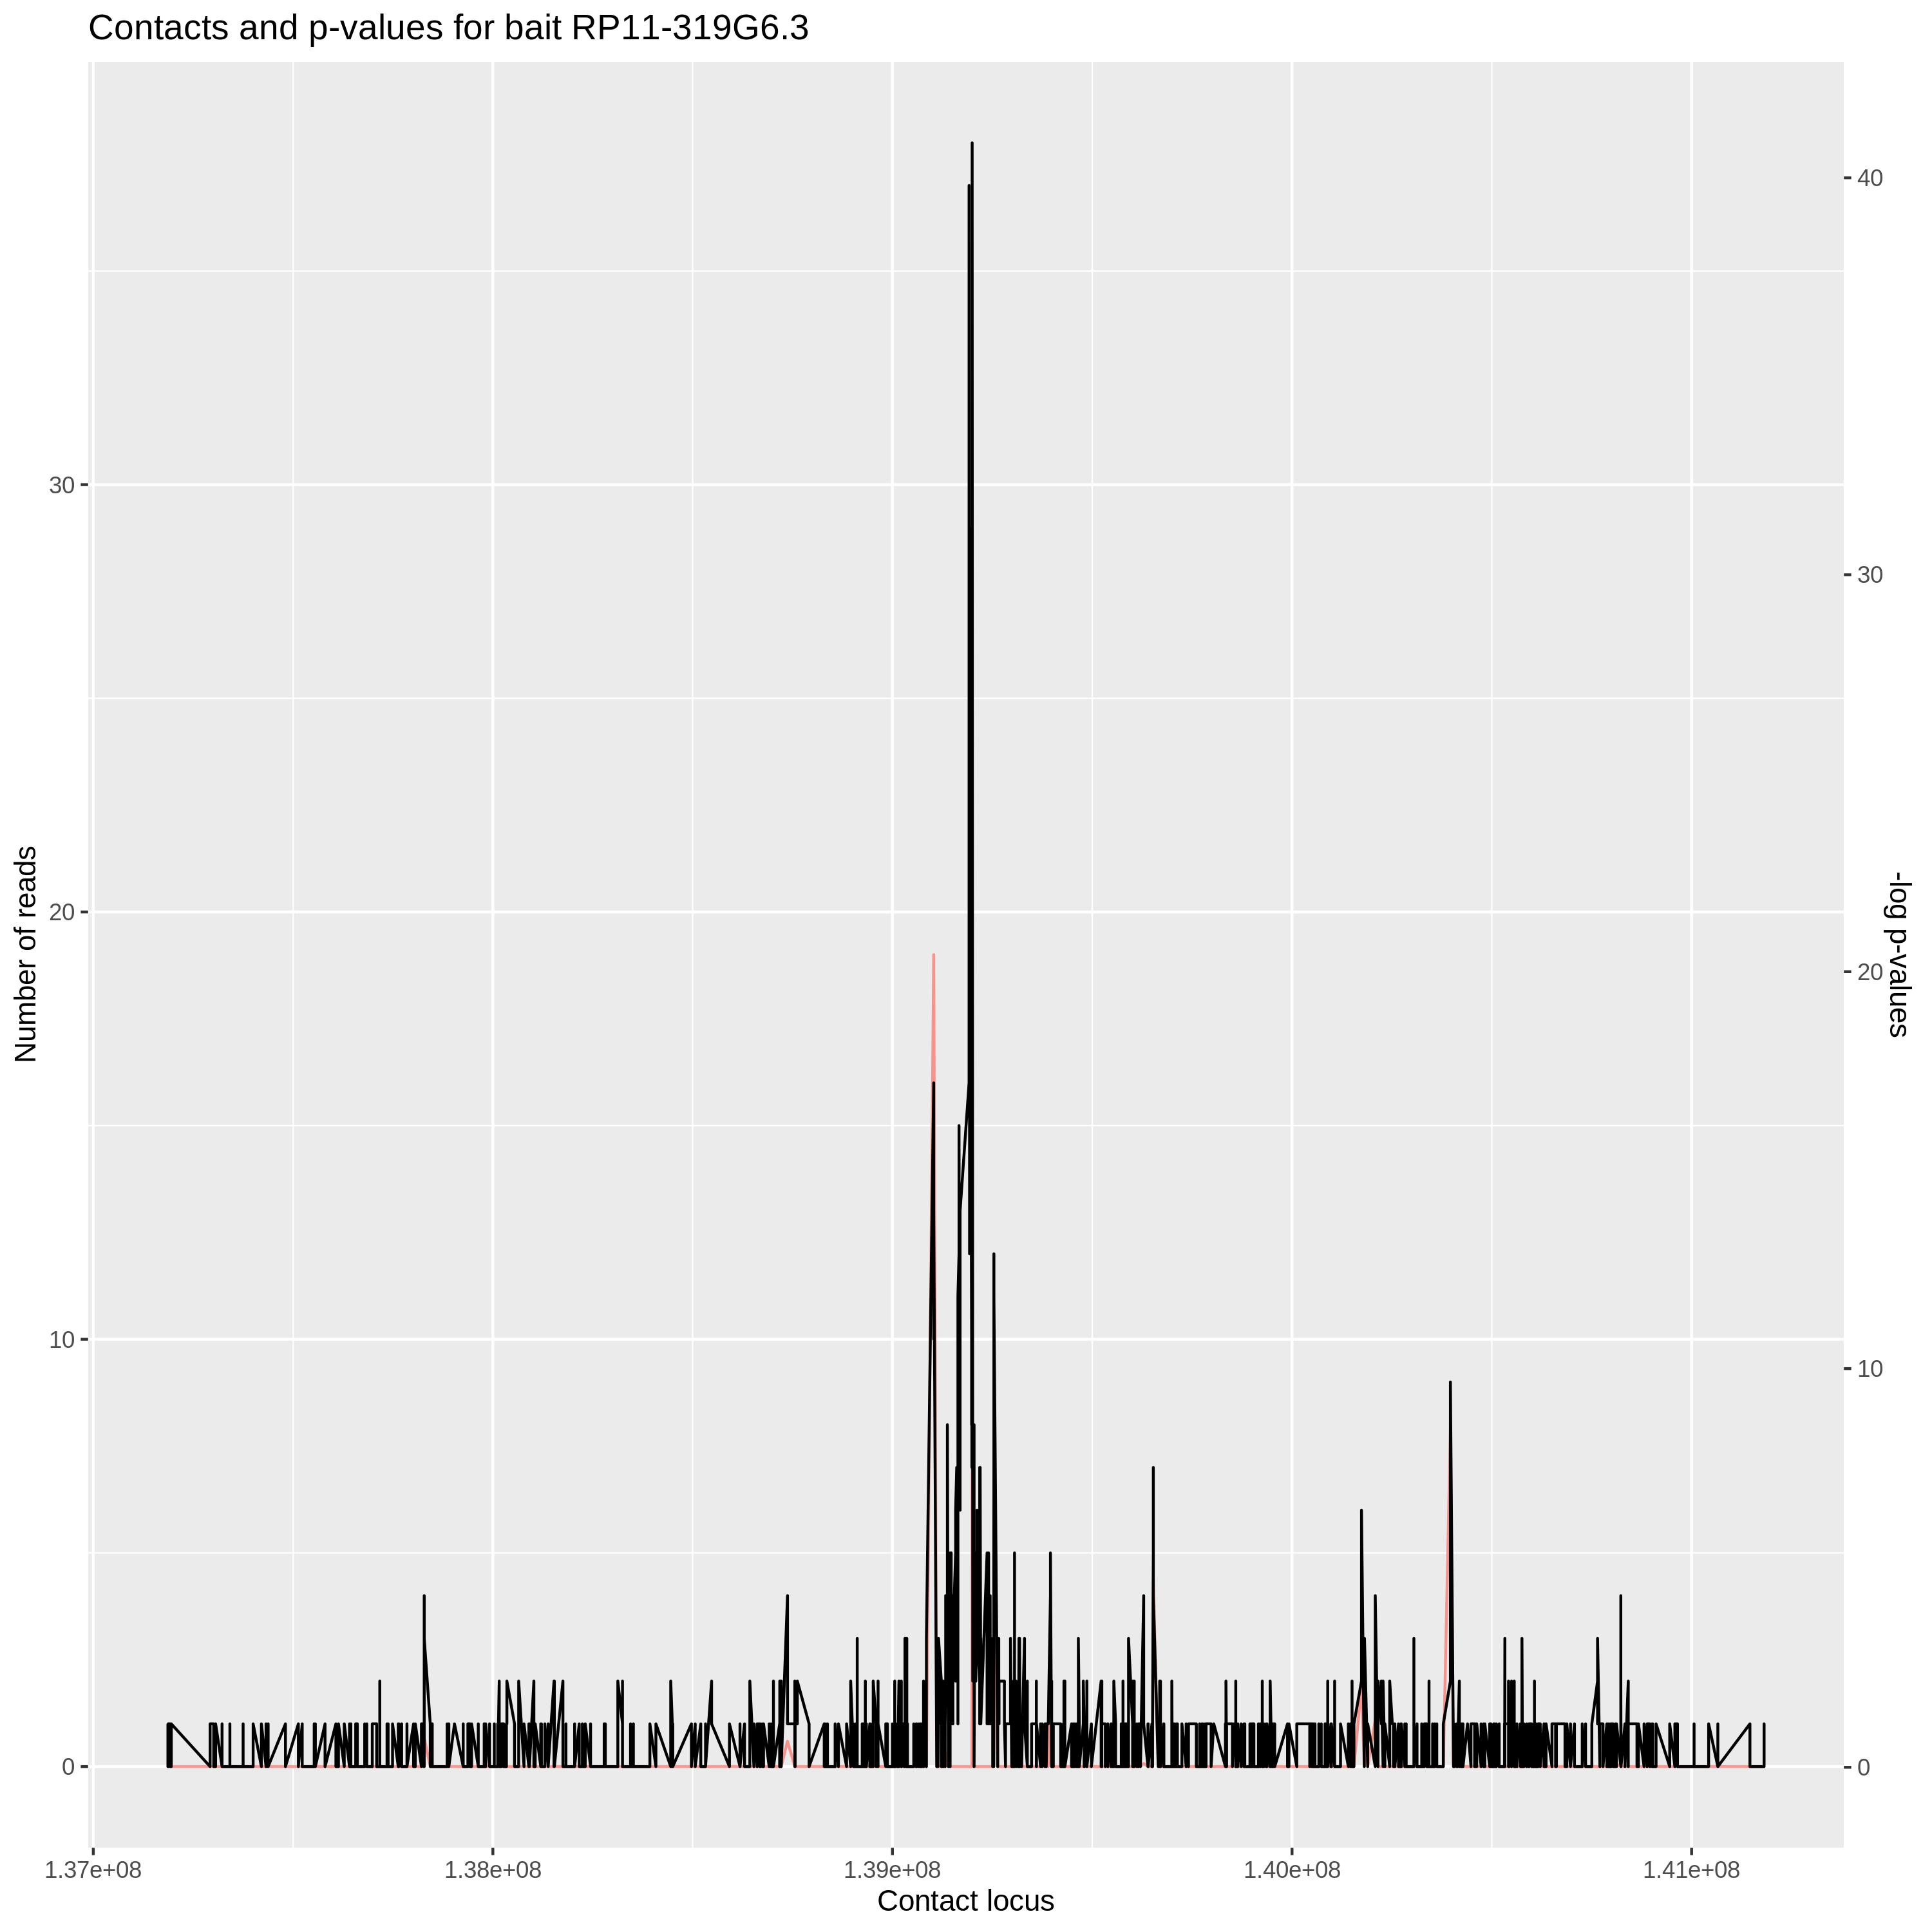 Contacts and p-values for bait RP11-319G6.3
Number of reads
30
20
10
0
40
30
20
10
0
-log p-values
1.37e+08
1.38e+08
1.39e+08
1.40e+08
1.41e+08
Contact locus